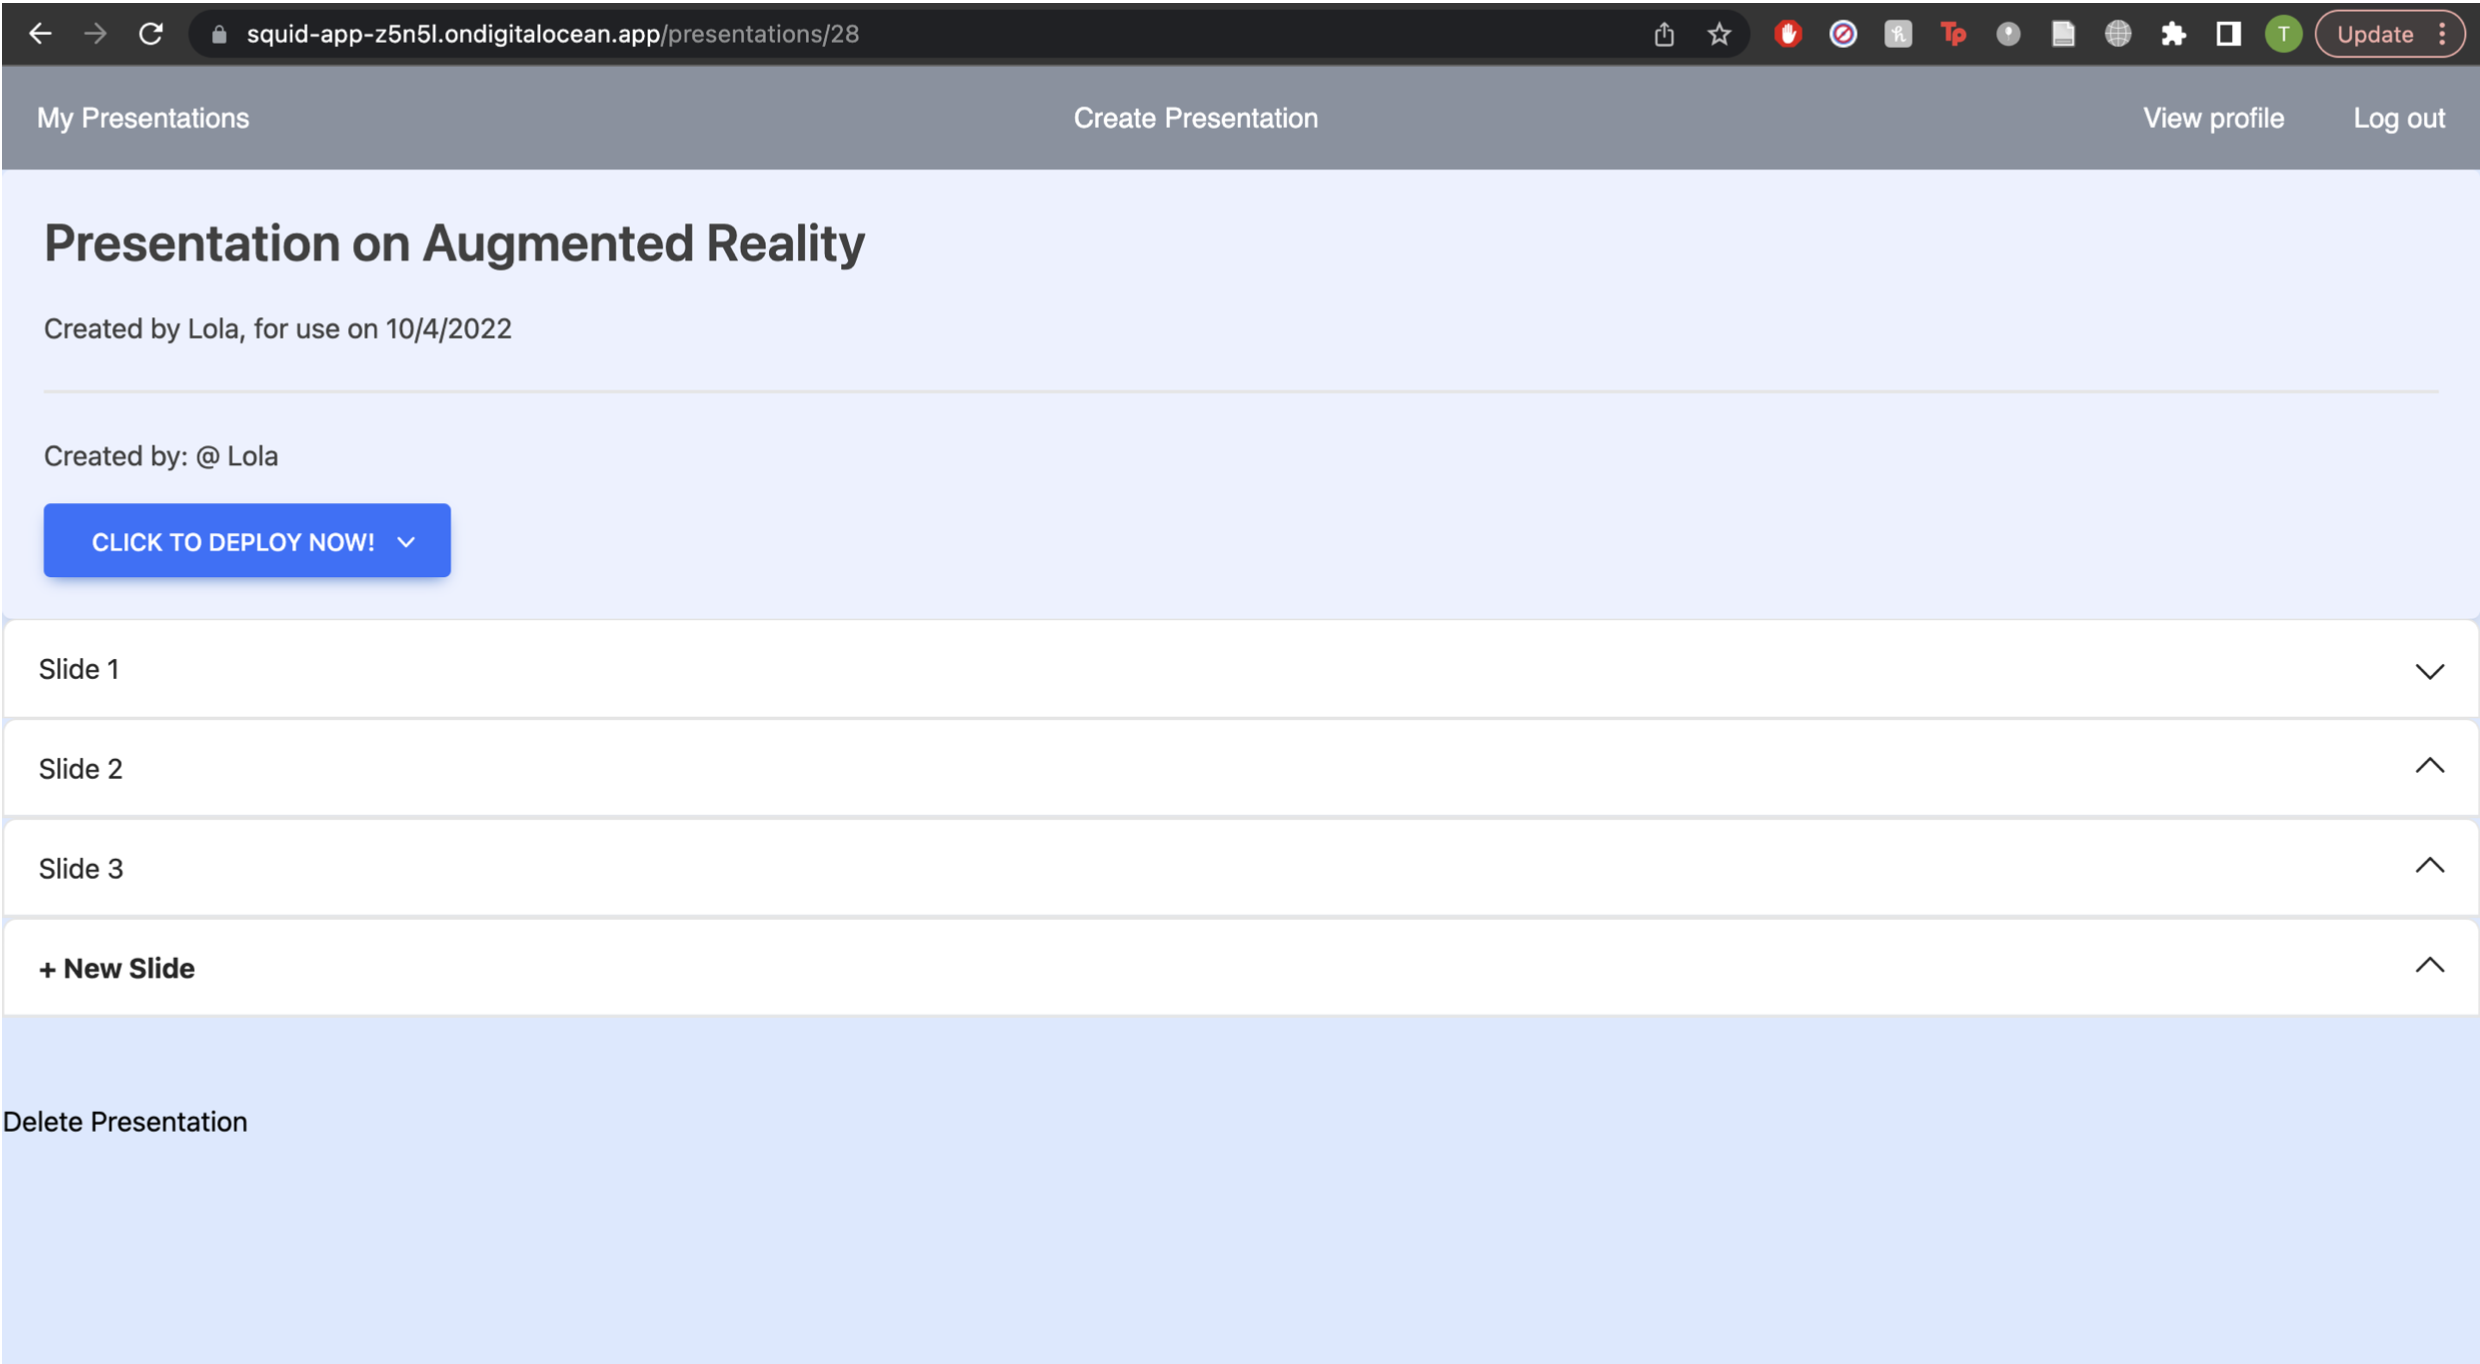 squid-app-z5n5l.ondigitalocean.app/presentations/28
Tp
T
Update
My Presentations
Create Presentation
View profile
Log out
Presentation on Augmented Reality
Created by Lola, for use on 10/4/2022
Created by: @ Lola
CLICK TO DEPLOY NOW!
Slide 1
Slide 2
Slide 3
+ New Slide
Delete Presentation